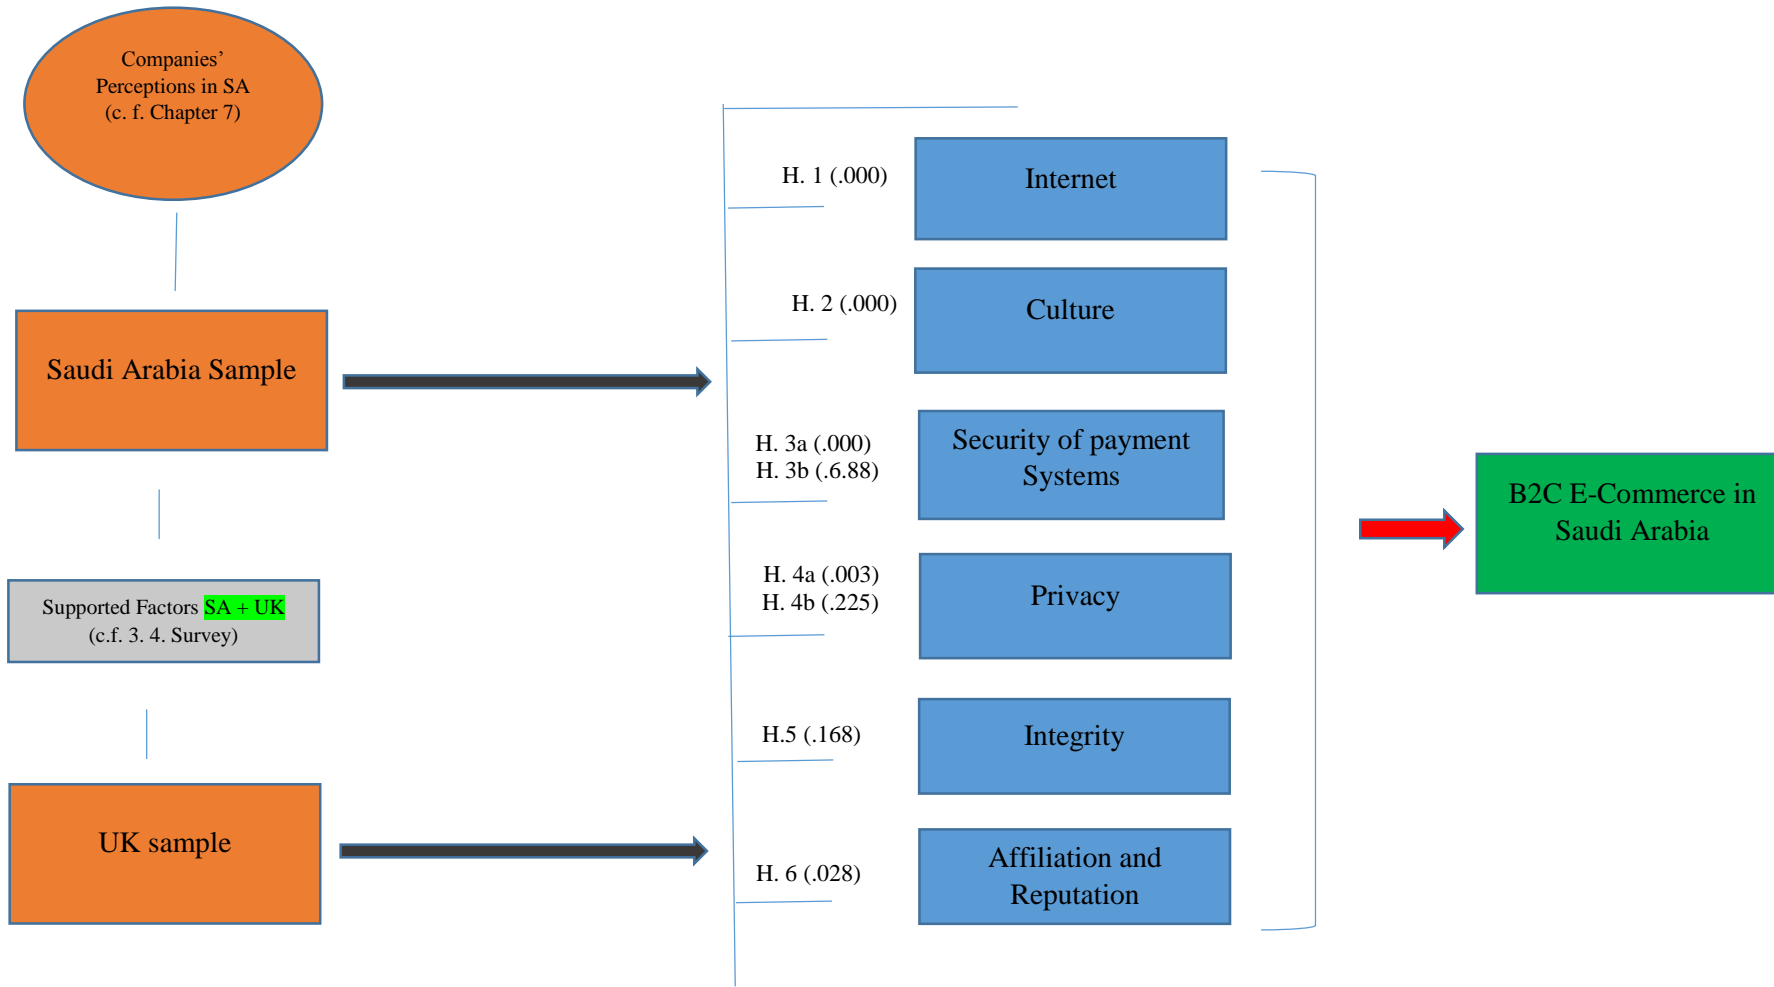 Companies’
Perceptions in SA
(c. f. Chapter 7)
Saudi Arabia Sample
Supported Factors SA + UK
(c.f. 3. 4. Survey)
UK sample
H. 1 (.000)
Internet
H. 2 (.000)
Culture
H. 3a (.000)
H. 3b (.6.88)
Security of payment
Systems
H. 4a (.003)
H. 4b (.225)
Privacy
H.5 (.168)
Integrity
H. 6 (.028)
Affiliation and
Reputation
B2C E-Commerce in
Saudi Arabia